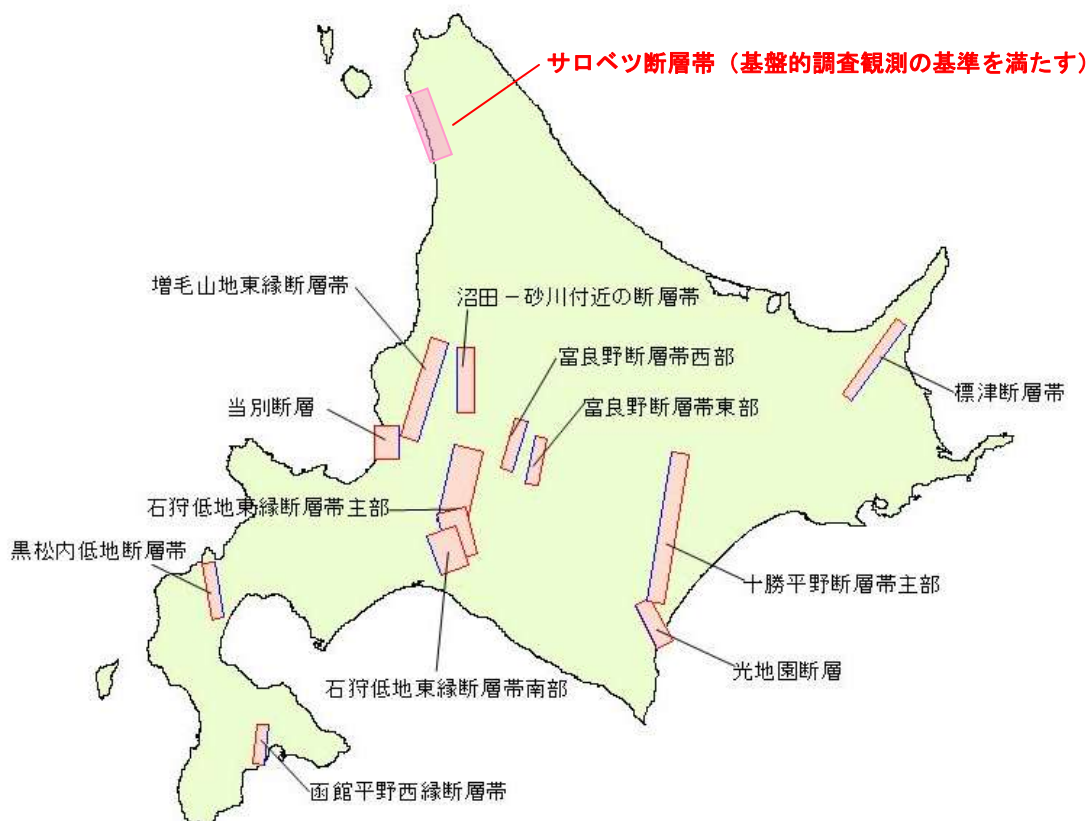 サロベツ断層帯（基盤的調査観測の基準を満たす）
増毛山地東縁断層帯
沼田－砂川付近の断層帯
富良野断層帯西部
標津断層帯
当別断層
富良野断層帯東部
石狩低地東縁断層帯主部
黒松内低地断層帯
十勝平野断層帯主部
光地園断層
石狩低地東縁断層帯南部
函館平野西縁断層帯